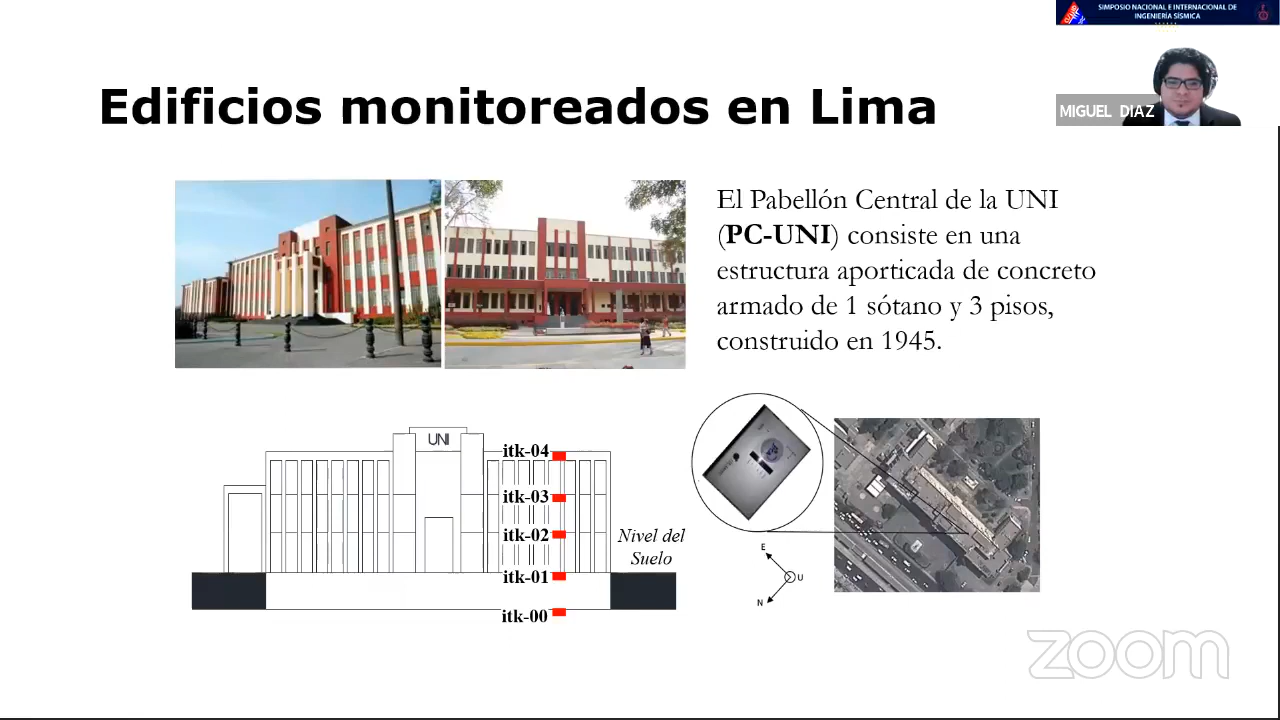 SIMPOSIO NACIONAL E INTERNACIONAL DE
INGENIERÍA SÍSMICA
MIGUEL DIAZ
Edificios monitoreados en Lima
El Pabellón Central de la UNI
(PC-UNI) consiste en una
estructura aporticada de concreto
armado de 1 sótano y 3 pisos,
construido en 1945.
UNI
itk-04
itk-03
itk-02
itk-01
itk-00
Nivel del
Suelo
E
U
N
zoom